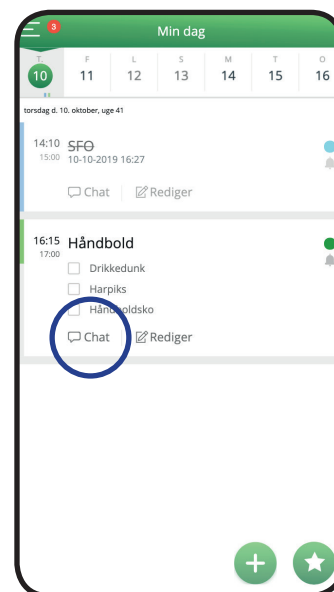 3
Min dag
T. F L S M T O
10 11 12 13 14 15 16
torsdag d. 10. oktober, uge 41
14:10 SFO
15:00 10-10-2019 16:27
Chat Rediger
16:15 Håndbold
17:00
Drikkedunk
Harpiks
Håndboldsko
Chat Rediger